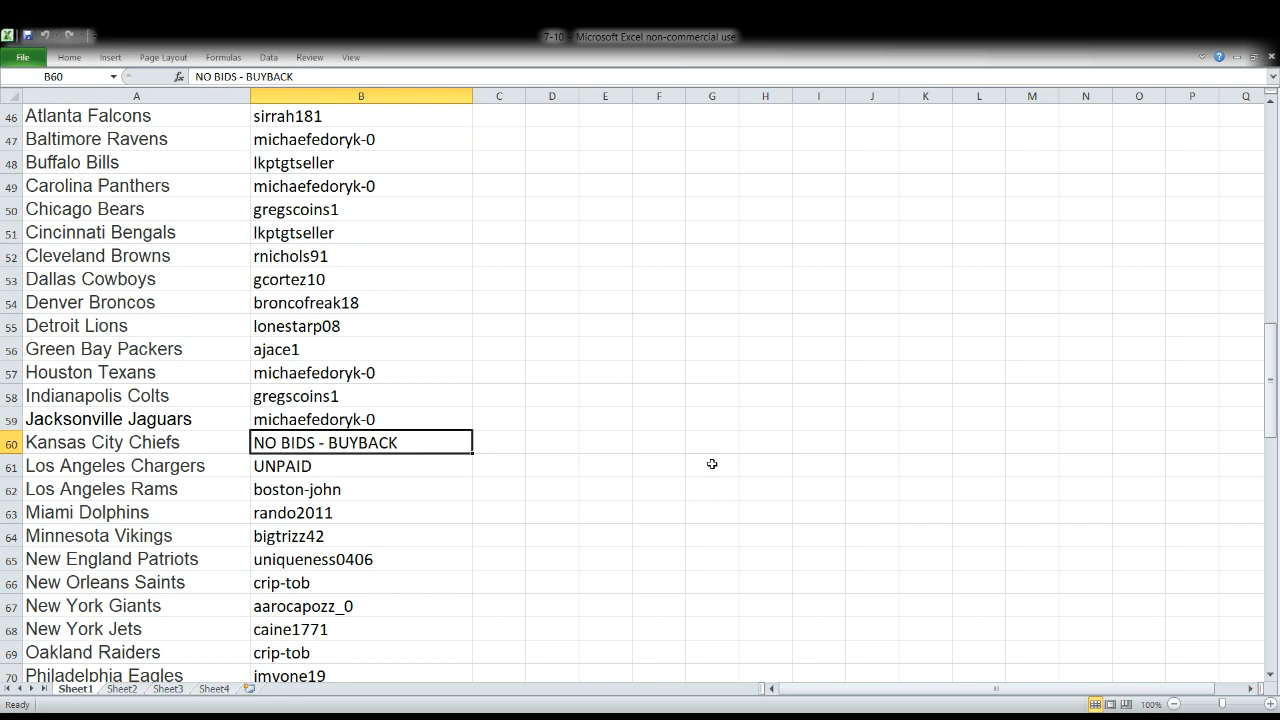 7-10 - Microsoft Excel non-commercial use
File Home Insert Page Layout Formulas Data Review View
B60 fx NO BIDS - BUYBACK
A B C D E F G H I J K L M N O P Q
46 Atlanta Falcons sirrah181
47 Baltimore Ravens michaefedoryk-0
48 Buffalo Bills lkptgtseller
49 Carolina Panthers michaefedoryk-0
50 Chicago Bears gregscoins1
51 Cincinnati Bengals lkptgtseller
52 Cleveland Browns rnichols91
53 Dallas Cowboys gcortez10
54 Denver Broncos broncofreak18
55 Detroit Lions lonestarp08
56 Green Bay Packers ajace1
57 Houston Texans michaefedoryk-0
58 Indianapolis Colts gregscoins1
59 Jacksonville Jaguars michaefedoryk-0
60 Kansas City Chiefs NO BIDS - BUYBACK
61 Los Angeles Chargers UNPAID
62 Los Angeles Rams boston-john
63 Miami Dolphins rando2011
64 Minnesota Vikings bigtrizz42
65 New England Patriots uniqueness0406
66 New Orleans Saints crip-tob
67 New York Giants aarocapozz_0
68 New York Jets caine1771
69 Oakland Raiders crip-tob
70 Philadelphia Eagles
Sheet1 Sheet2 Sheet3 Sheet4
Ready 100%